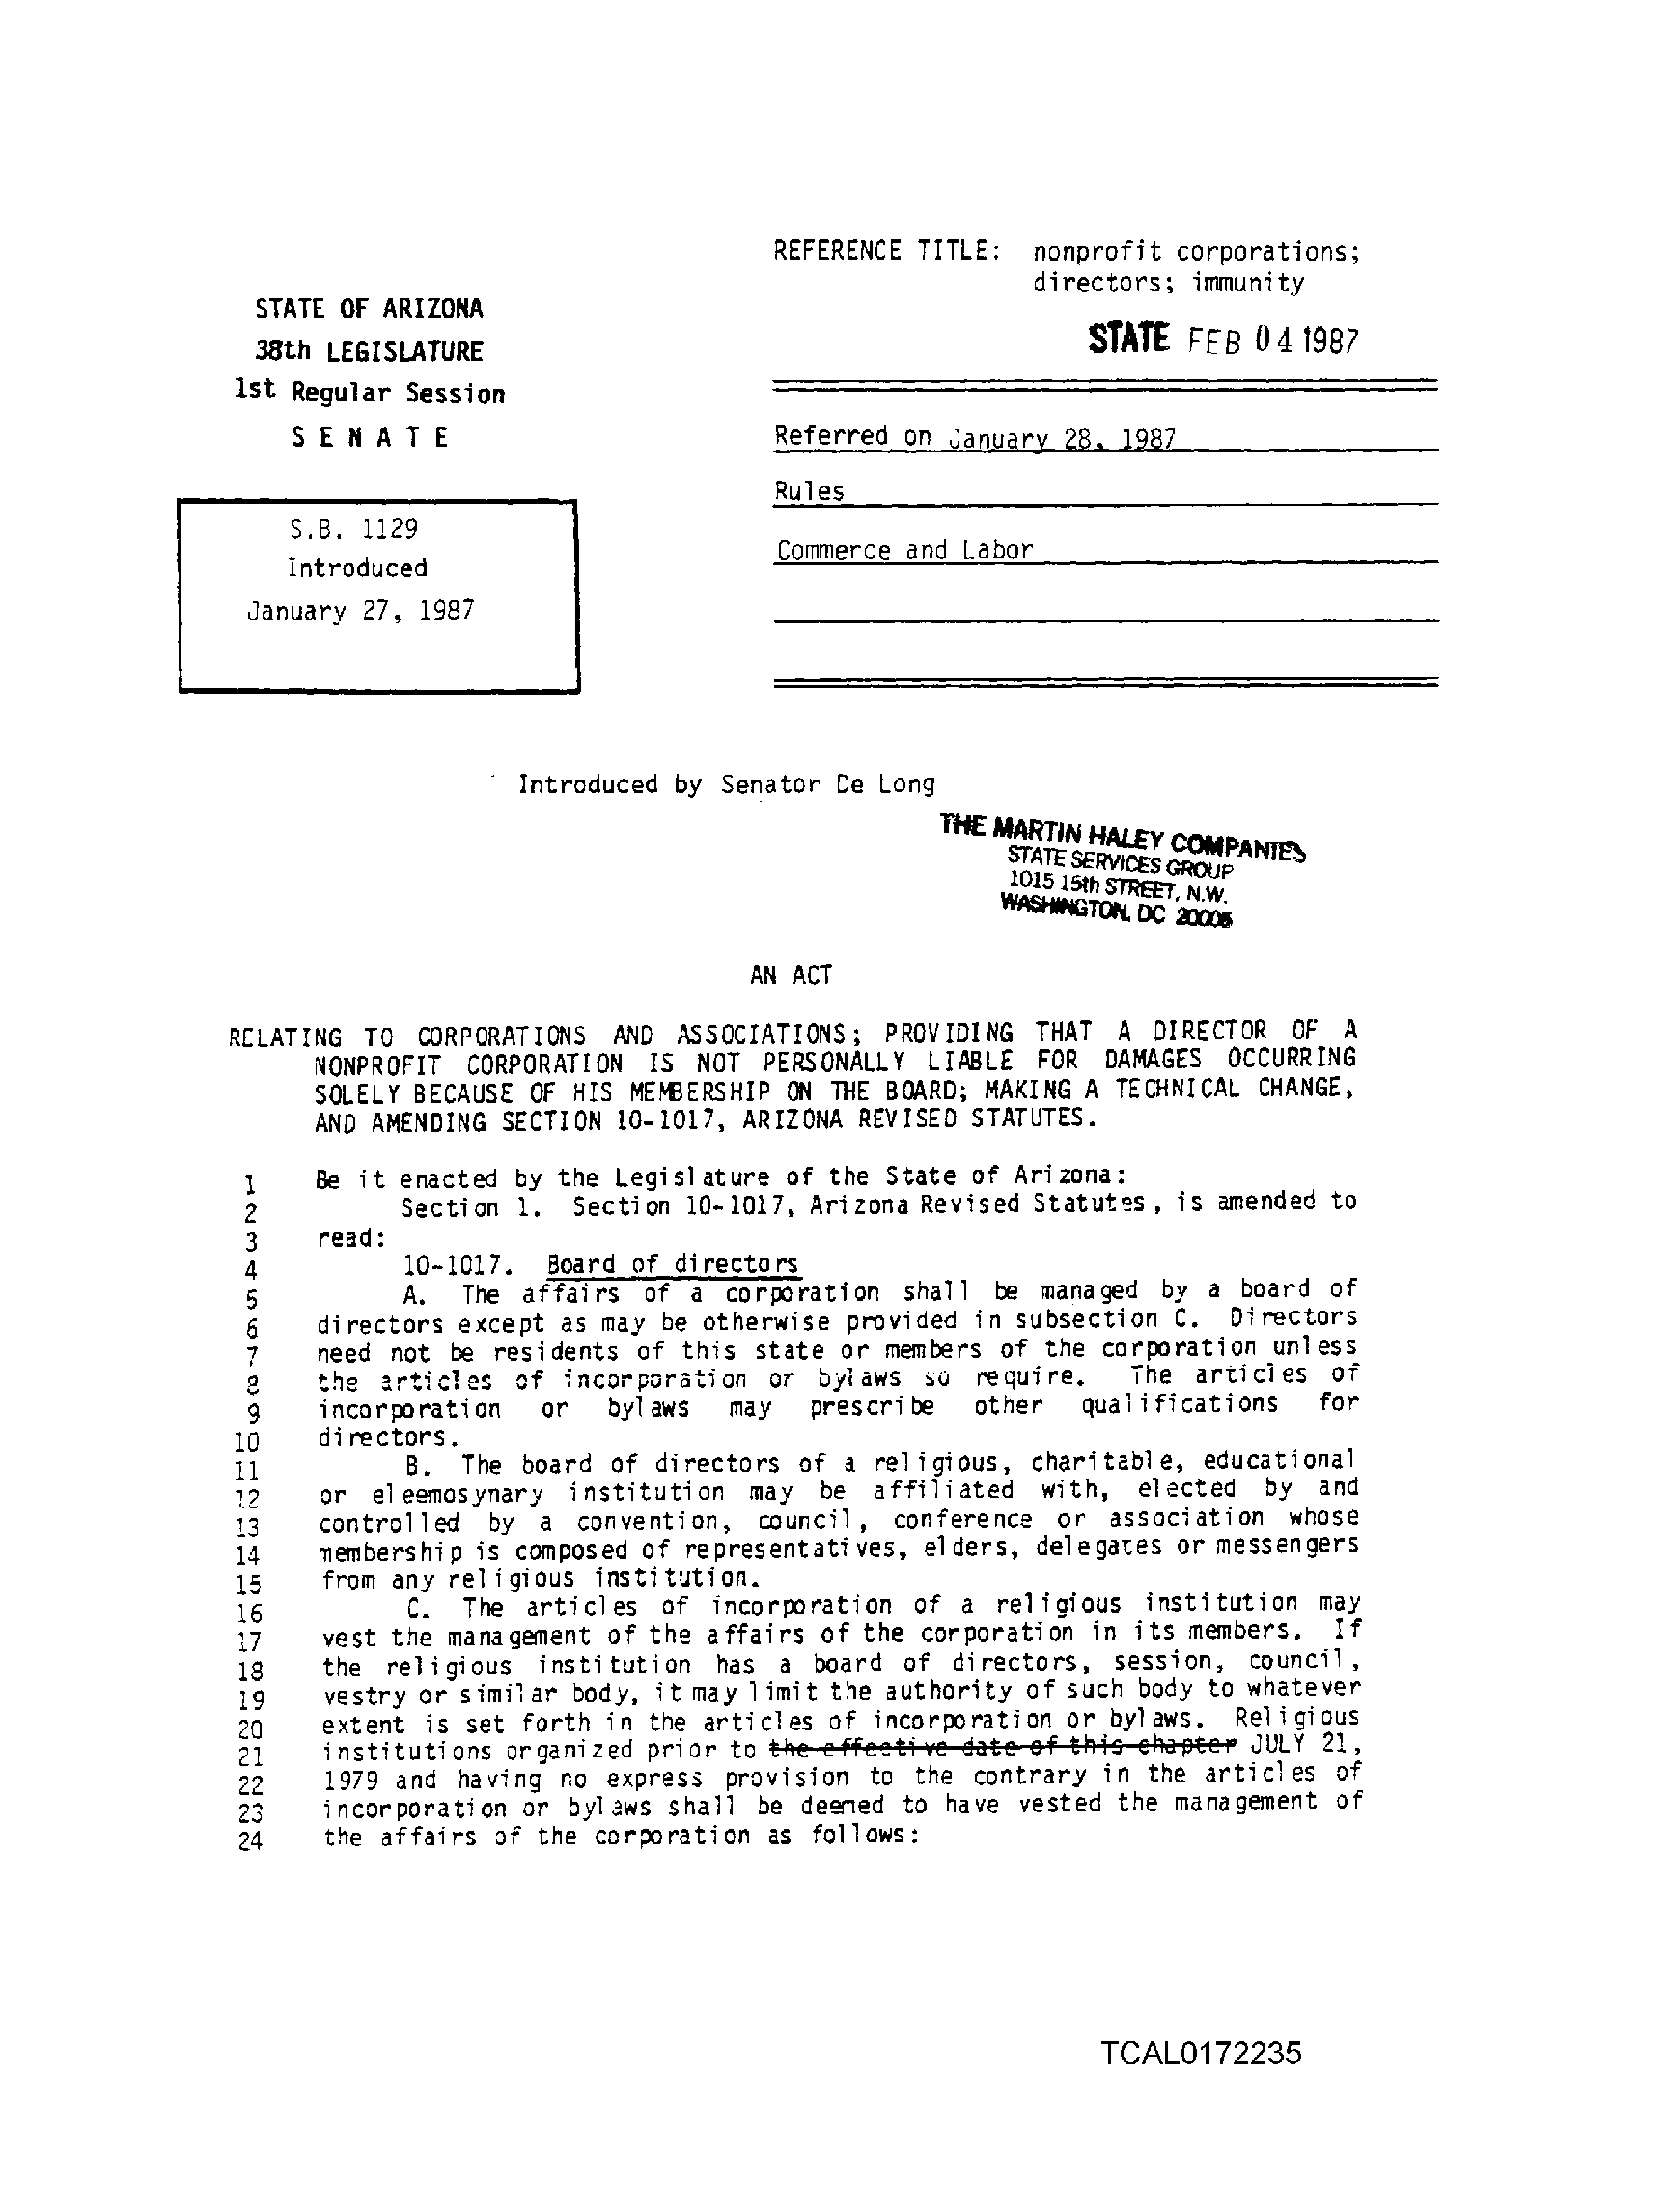 REFERENCE TITLE: nonprofit corporations;
directors; immunity
STATE OF ARIZONA
38th LEGISLATURE
1st Regular Session
SENATE
STATE FEB 04 1987
Referred on January 28, 1987
Rules
Commerce and Labor
S.B. 1129
Introduced
January 27, 1987
Introduced by Senator De Long
THE MARTIN HALEY COMPANIES
STATE SERVICES GROUP
1015 15th STREET, N.W.
WASHINGTON, DC 20005
AN ACT
RELATING TO CORPORATIONS AND ASSOCIATIONS; PROVIDING THAT A DIRECTOR OF A
NONPROFIT CORPORATION IS NOT PERSONALLY LIABLE FOR DAMAGES OCCURRING
SOLELY BECAUSE OF HIS MEMBERSHIP ON THE BOARD; MAKING A TECHNICAL CHANGE,
AND AMENDING SECTION 10-1017, ARIZONA REVISED STATUTES.
1 Be it enacted by the Legislature of the State of Arizona:
2 Section 1. Section 10-1017, Arizona Revised Statutes, is amended to
3 read:
4 10-1017. Board of directors
5 A. The affairs of a corporation shall be managed by a board of
6 directors except as may be otherwise provided in subsection C. Directors
7 need not be residents of this state or members of the corporation unless
8 the articles of incorporation or bylaws so require. The articles of
9 incorporation or bylaws may prescribe other qualifications for
10 directors.
11 B. The board of directors of a religious, charitable, educational
12 or eleemosynary institution may be affiliated with, elected by and
13 controlled by a convention, council, conference or association whose
14 membership is composed of representatives, elders, delegates or messengers
15 from any religious institution.
16 C. The articles of incorporation of a religious institution may
17 vest the management of the affairs of the corporation in its members. If
18 the religious institution has a board of directors, session, council,
19 vestry or similar body, it may limit the authority of such body to whatever
20 extent is set forth in the articles of incorporation or bylaws. Religious
21 institutions organized prior to the effective date of this chapter JULY 21,
22 1979 and having no express provision to the contrary in the articles of
23 incorporation or bylaws shall be deemed to have vested the management of
24 the affairs of the corporation as follows:
TCAL0172235